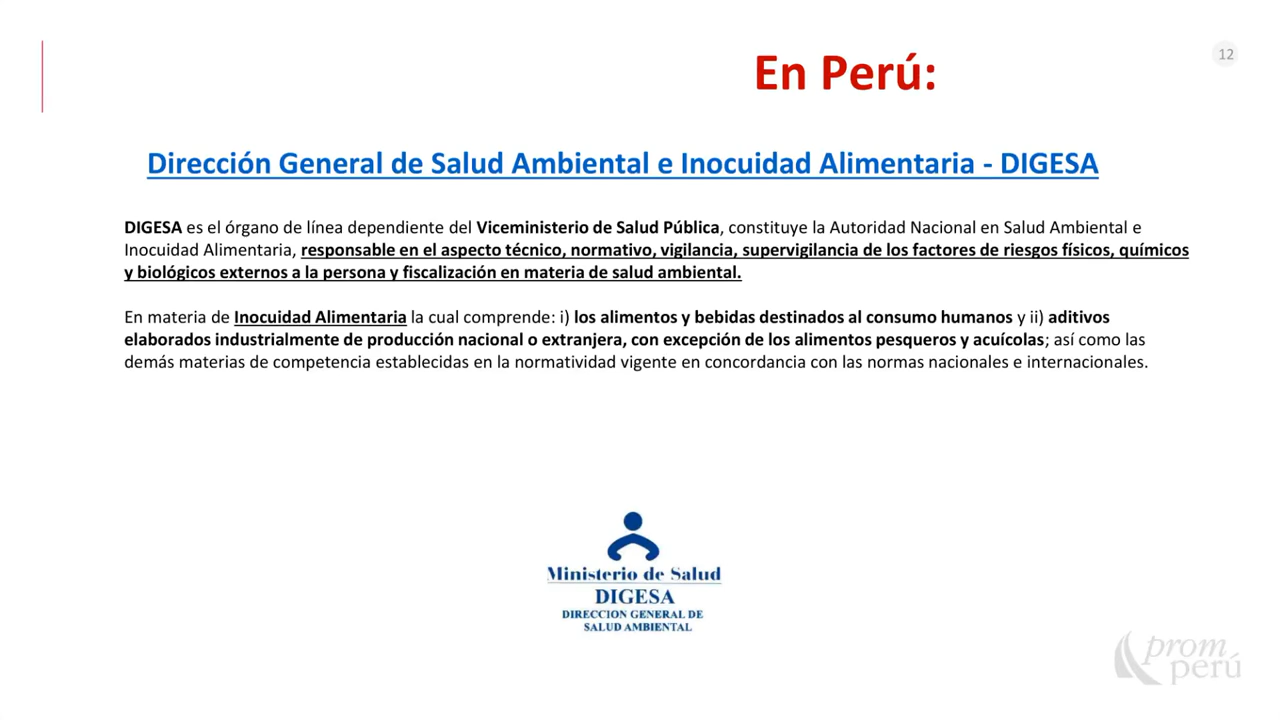 12
En Perú:
Dirección General de Salud Ambiental e Inocuidad Alimentaria - DIGESA
DIGESA es el órgano de línea dependiente del Viceministerio de Salud Pública, constituye la Autoridad Nacional en Salud Ambiental e
Inocuidad Alimentaria, responsable en el aspecto técnico, normativo, vigilancia, supervigilancia de los factores de riesgos físicos, químicos
y biológicos externos a la persona y fiscalización en materia de salud ambiental.
En materia de Inocuidad Alimentaria la cual comprende: i) los alimentos y bebidas destinados al consumo humanos y ii) aditivos
elaborados industrialmente de producción nacional o extranjera, con excepción de los alimentos pesqueros y acuícolas; así como las
demás materias de competencia establecidas en la normatividad vigente en concordancia con las normas nacionales e internacionales.
Ministerio de Salud
DIGESA
DIRECCION GENERAL DE
SALUD AMBIENTAL
prom
perú